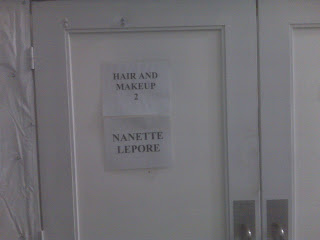 HAIR AND
MAKEUP
2
NANETTE
LEPORE